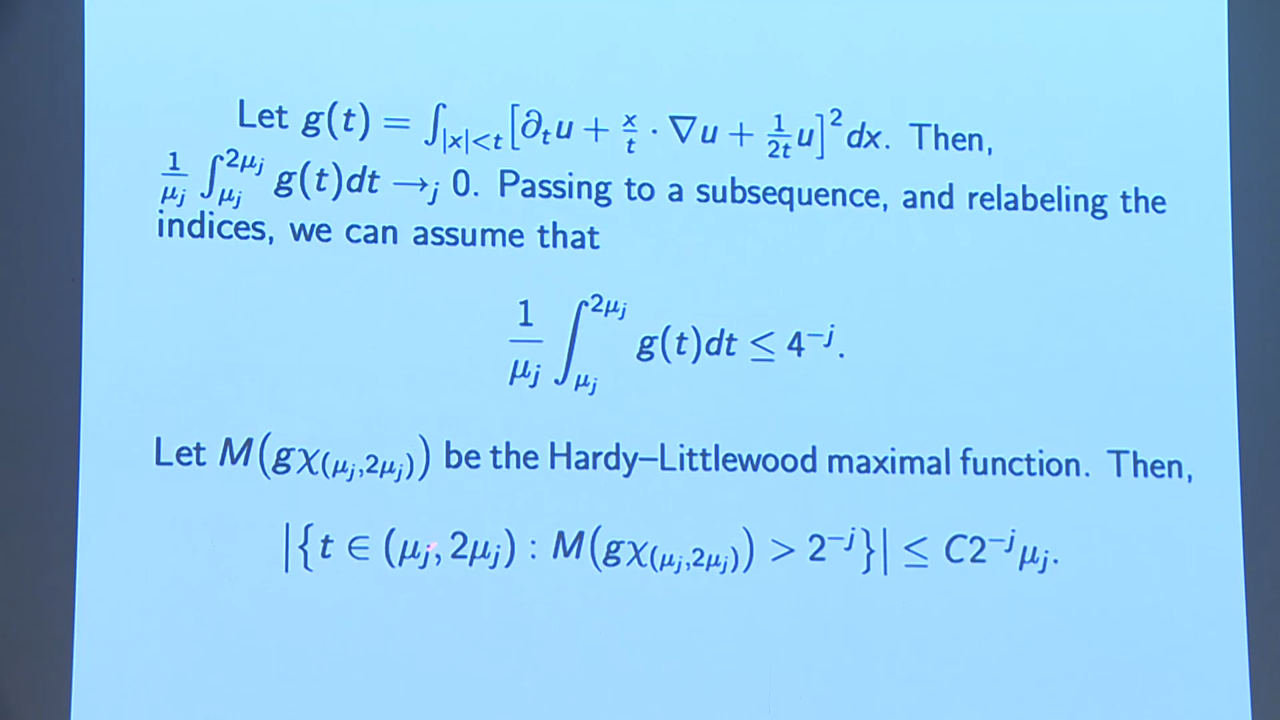 Let g(t) = ∫_{|x|<t} [∂_t u + x/t · ∇u + 1/(2t) u]² dx. Then,
1/μ_j ∫_{μ_j}^{2μ_j} g(t)dt →_j 0. Passing to a subsequence, and relabeling the
indices, we can assume that
1/μ_j ∫_{μ_j}^{2μ_j} g(t)dt ≤ 4^{−j}.
Let M(gχ_{(μ_j,2μ_j)}) be the Hardy–Littlewood maximal function. Then,
|{t ∈ (μ_j, 2μ_j) : M(gχ_{(μ_j,2μ_j)}) > 2^{−j}}| ≤ C2^{−j}μ_j.